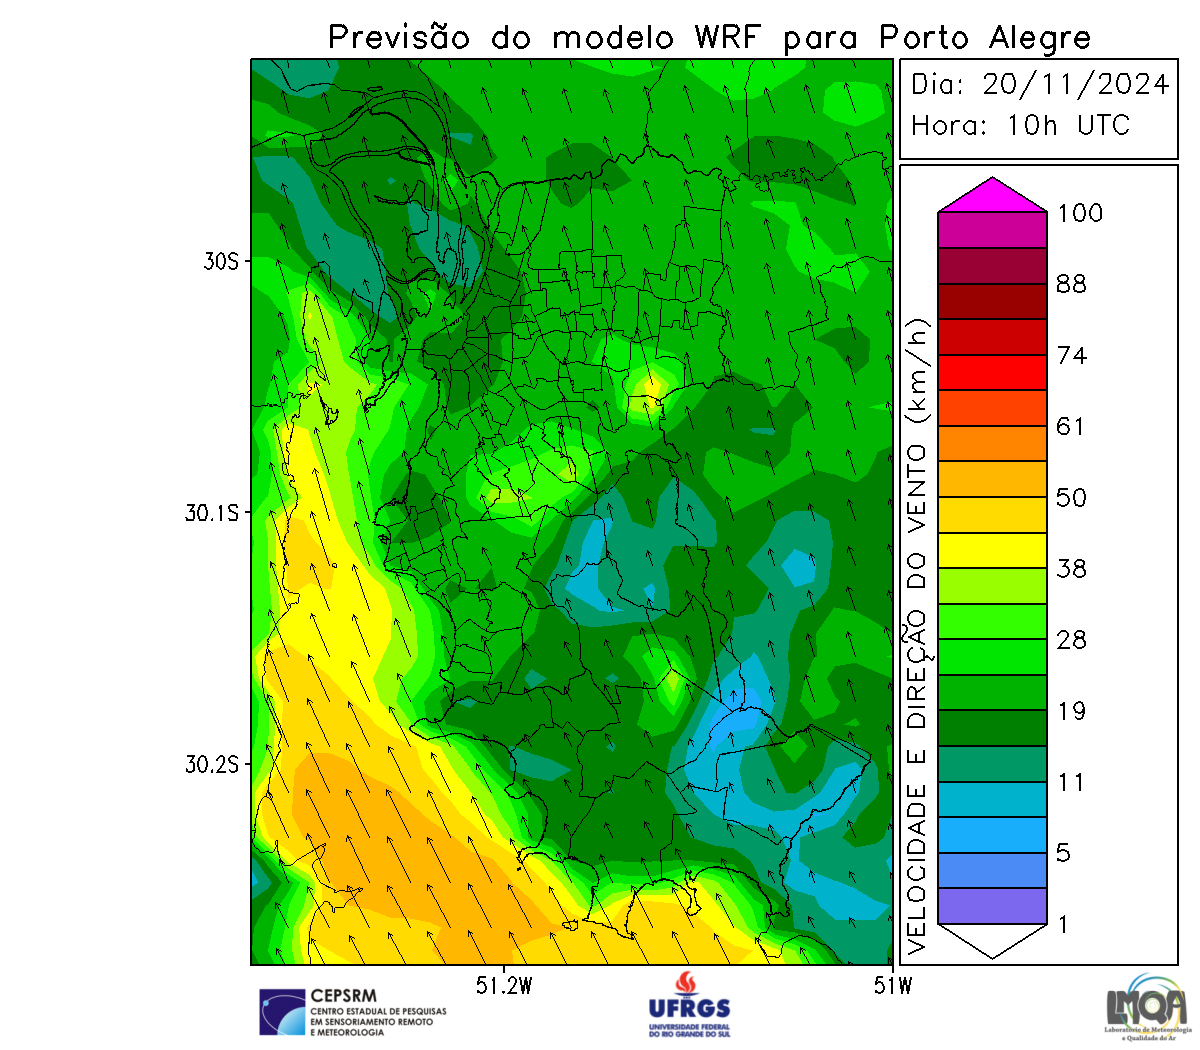 Previsão do modelo WRF para Porto Alegre
Dia: 20/11/2024
Hora: 10h UTC
30S
30.1S
30.2S
51.2W
51W
VELOCIDADE E DIREÇÃO DO VENTO (km/h)
100
88
74
61
50
38
28
19
11
5
1
CEPSRM
CENTRO ESTADUAL DE PESQUISAS
EM SENSORIAMENTO REMOTO
E METEOROLOGIA
UFRGS
UNIVERSIDADE FEDERAL
DO RIO GRANDE DO SUL
LMQA
Laboratório de Meteorologia
e Qualidade do Ar